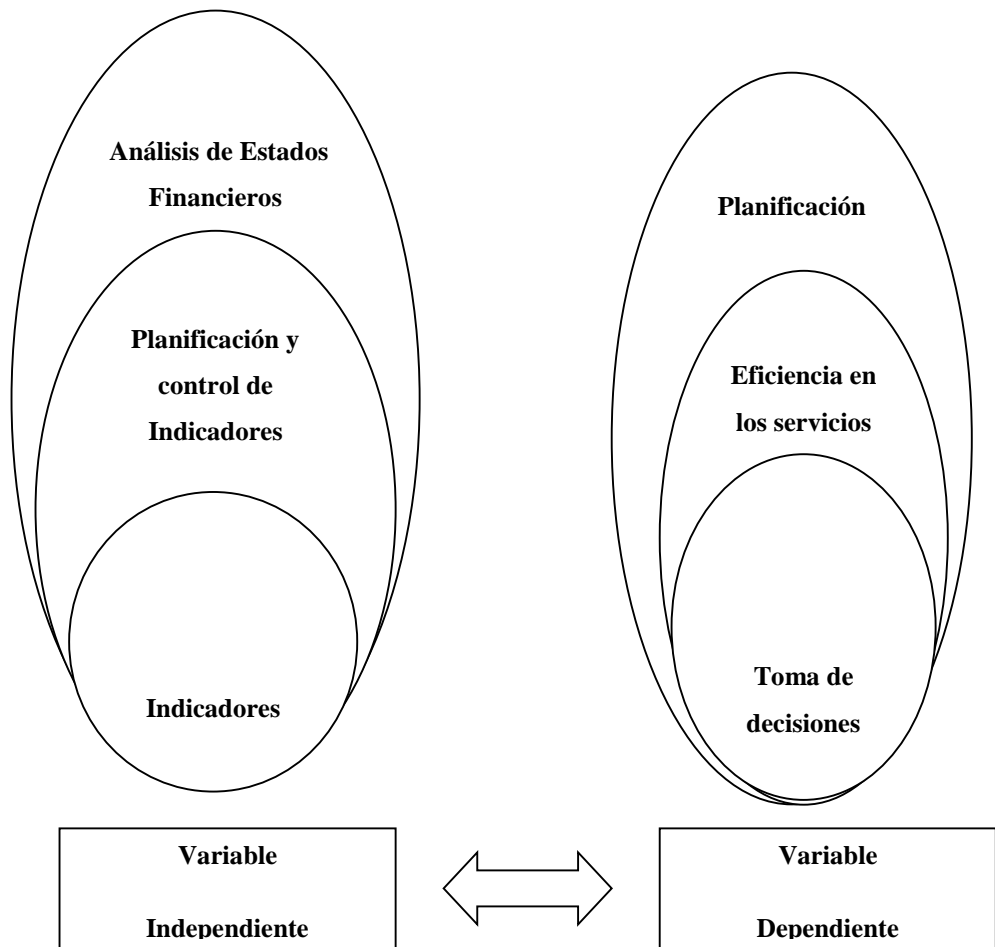 Análisis de Estados
Financieros
Planificación y
control de
Indicadores
Indicadores
Planificación
Eficiencia en
los servicios
Toma de
decisiones
Variable
Independiente
Variable
Dependiente